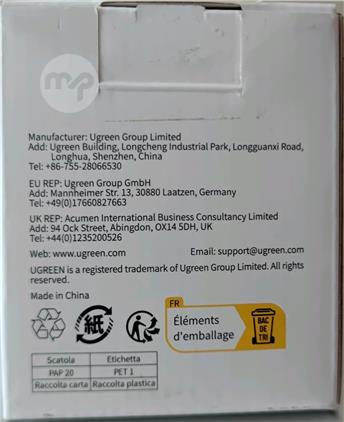 mp
Manufacturer: Ugreen Group Limited
Add: Ugreen Building, Longcheng Industrial Park, Longguanxi Road,
Longhua, Shenzhen, China
Tel: +86-755-28066530
EU REP: Ugreen Group GmbH
Add: Mannheimer Str. 13, 30880 Laatzen, Germany
Tel: +49(0)17660827663
UK REP: Acumen International Business Consultancy Limited
Add: 94 Ock Street, Abingdon, OX14 5DH, UK
Tel: +44(0)1235200526
Web: www.ugreen.com Email: support@ugreen.com
UGREEN is a registered trademark of Ugreen Group Limited. All rights
reserved.
Made in China
紙
FR
Éléments
d'emballage
BAC
DE
TRI
Scatola Etichetta
PAP 20 PET 1
Raccolta carta Raccolta plastica